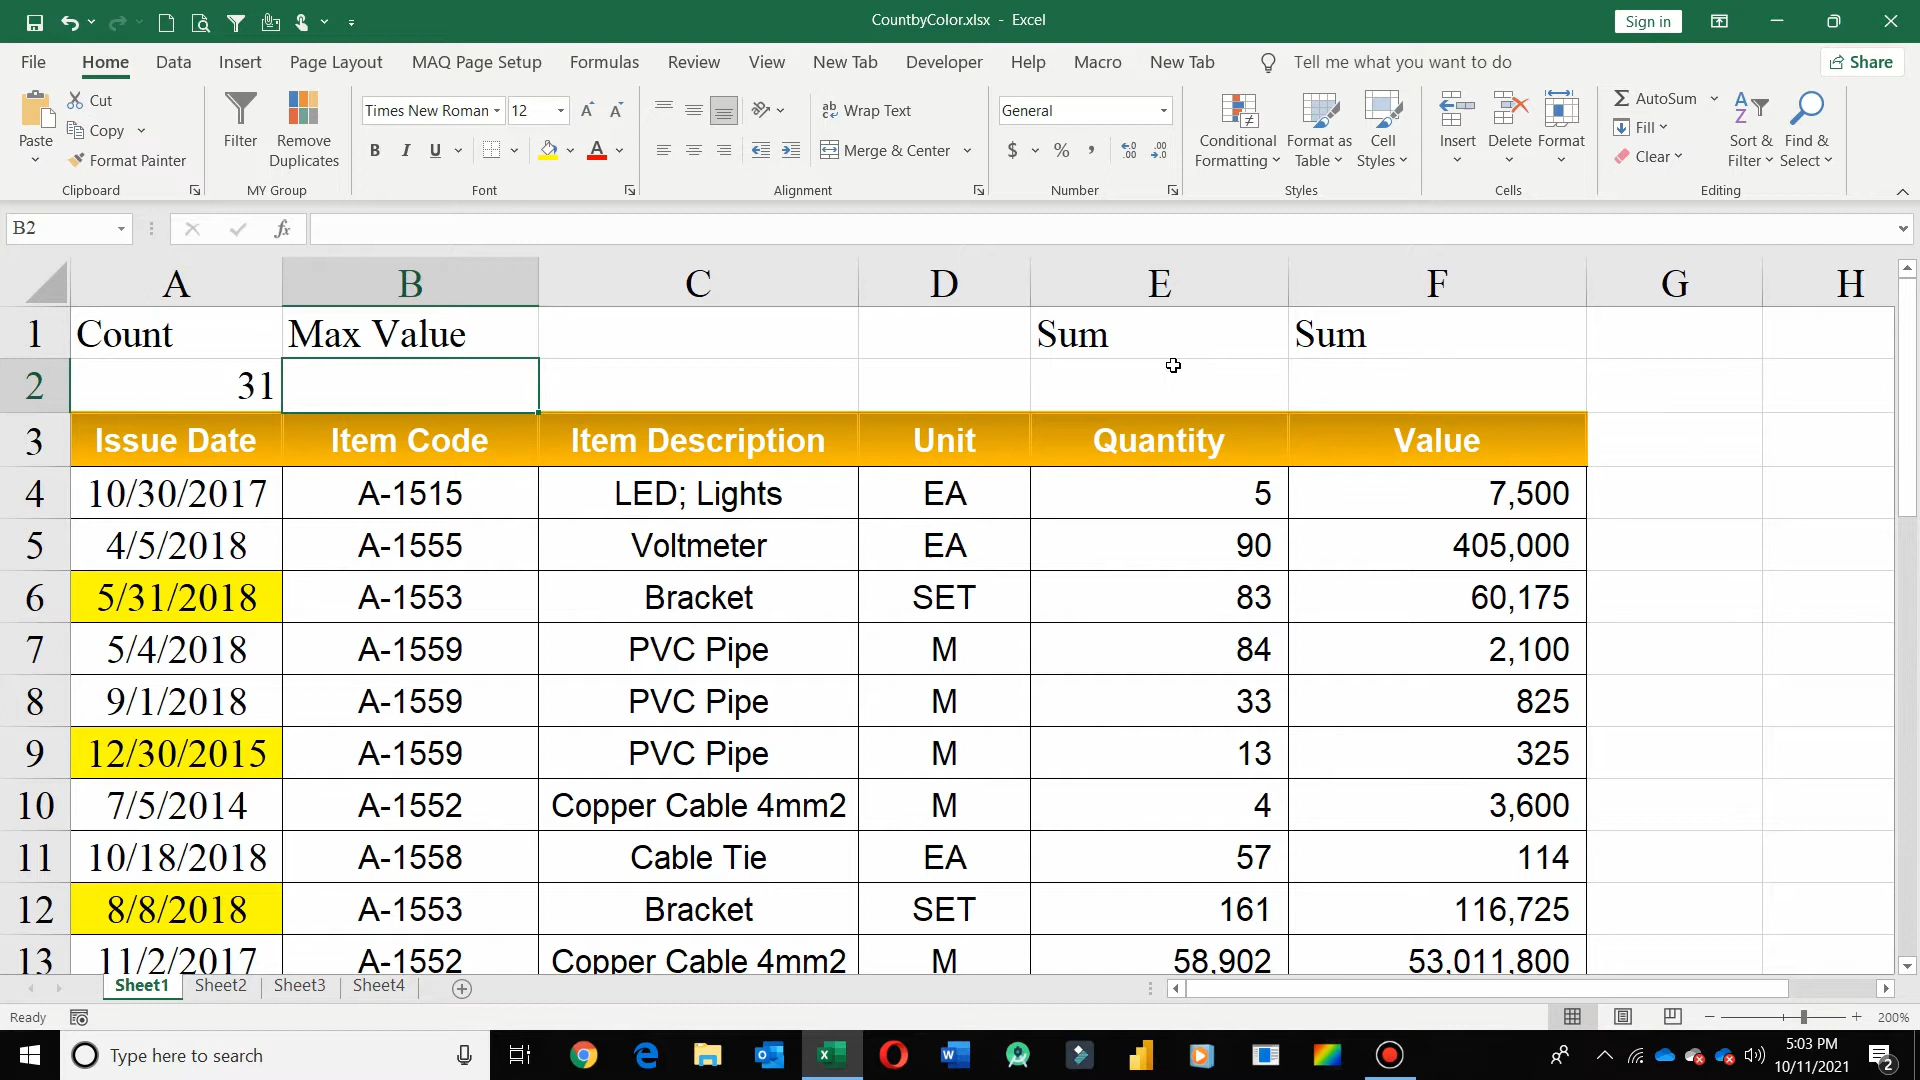 CountbyColor.xlsx - Excel
Sign in
File Home Data Insert Page Layout MAQ Page Setup Formulas Review View New Tab Developer Help Macro New Tab Tell me what you want to do Share
Paste
Cut
Copy
Format Painter
Clipboard
Filter
Remove Duplicates
MY Group
Times New Roman 12
B I U
Font
Wrap Text
Merge & Center
Alignment
General
$ % ,
Number
Conditional Formatting
Format as Table
Cell Styles
Styles
Insert Delete Format
Cells
AutoSum
Fill
Clear
Sort & Filter
Find & Select
Editing
B2 fx
A B C D E F G H
1 Count Max Value Sum Sum
2 31
3 Issue Date Item Code Item Description Unit Quantity Value
4 10/30/2017 A-1515 LED; Lights EA 5 7,500
5 4/5/2018 A-1555 Voltmeter EA 90 405,000
6 5/31/2018 A-1553 Bracket SET 83 60,175
7 5/4/2018 A-1559 PVC Pipe M 84 2,100
8 9/1/2018 A-1559 PVC Pipe M 33 825
9 12/30/2015 A-1559 PVC Pipe M 13 325
10 7/5/2014 A-1552 Copper Cable 4mm2 M 4 3,600
11 10/18/2018 A-1558 Cable Tie EA 57 114
12 8/8/2018 A-1553 Bracket SET 161 116,725
13 11/2/2017 A-1552 Copper Cable 4mm2 M 58,902 53,011,800
Sheet1 Sheet2 Sheet3 Sheet4
Ready 200%
Type here to search
5:03 PM
10/11/2021
2